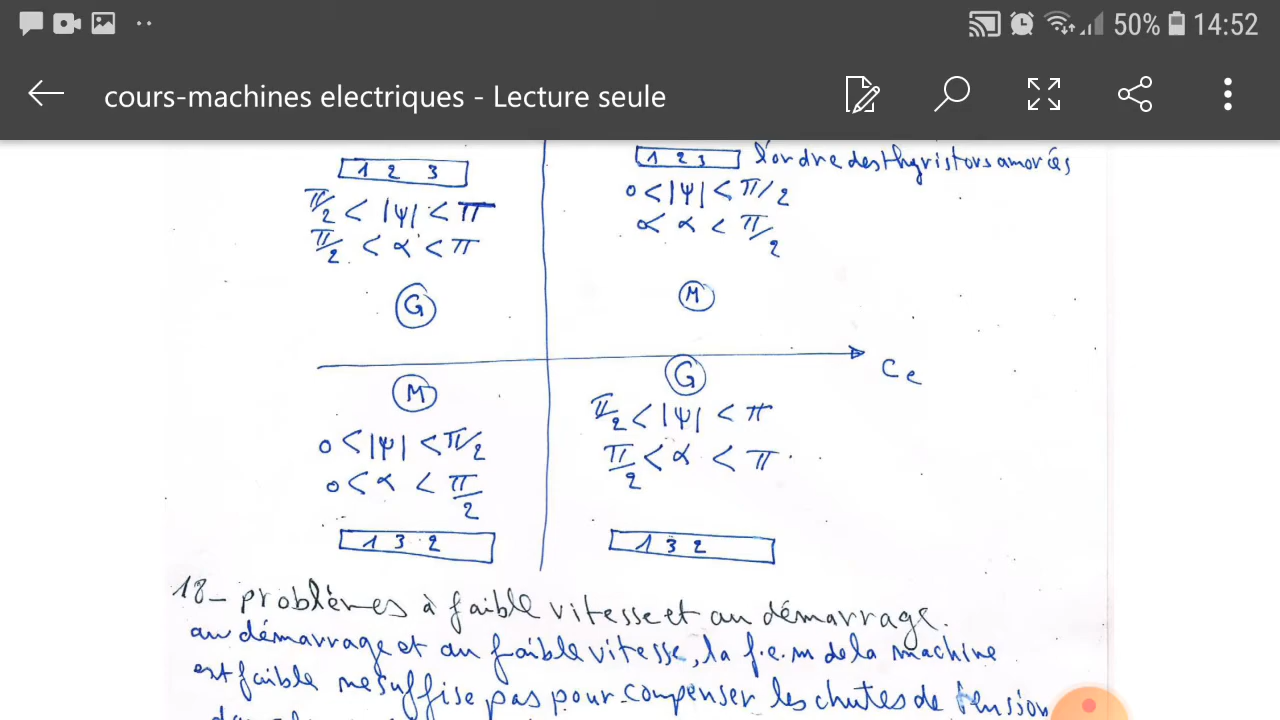 50% 14:52
cours-machines electriques - Lecture seule
1 2 3
π/2 < |Ψ| < π
π/2 < α < π
G
1 2 3 l'ordre des thyristors amorcés
0 < |Ψ| < π/2
α < π/2
M
Ce
M
0 < |Ψ| < π/2
0 < α < π/2
1 3 2
G
π/2 < |Ψ| < π
π/2 < α < π
1 3 2
18_ problèmes à faible vitesse et au démarrage.
au démarrage et au faible vitesse, la f.e.m de la machine
est faible ne suffise pas pour compenser les chutes de tension